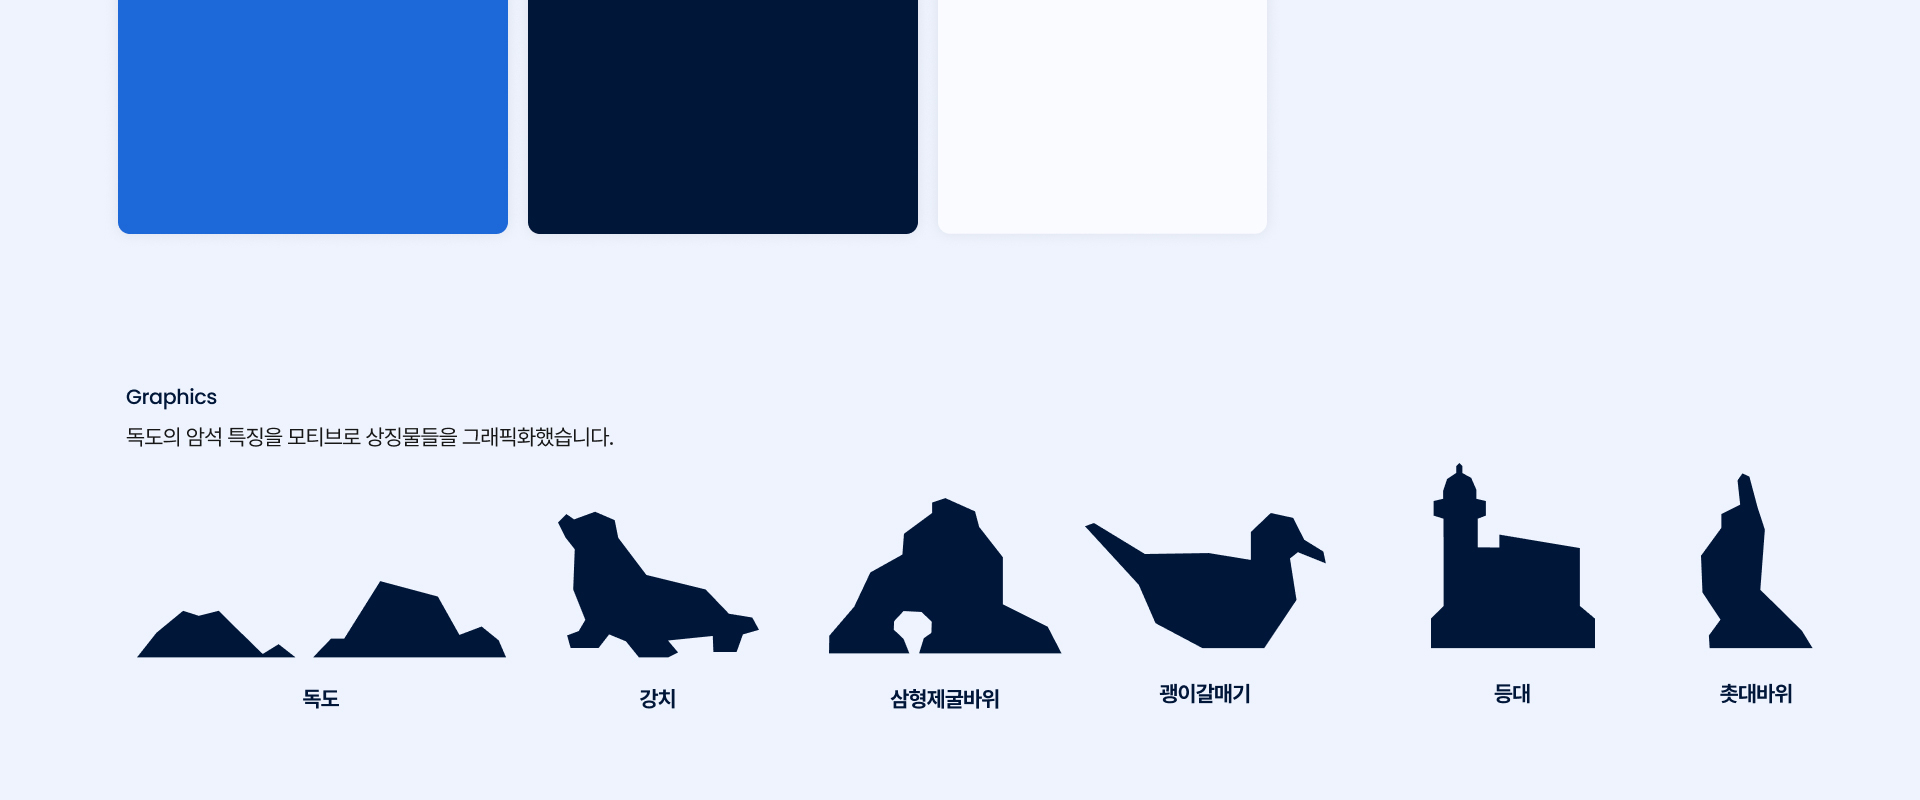 Graphics
독도의 암석 특징을 모티브로 상징물들을 그래픽화했습니다.
독도
강치
삼형제굴바위
괭이갈매기
등대
촛대바위